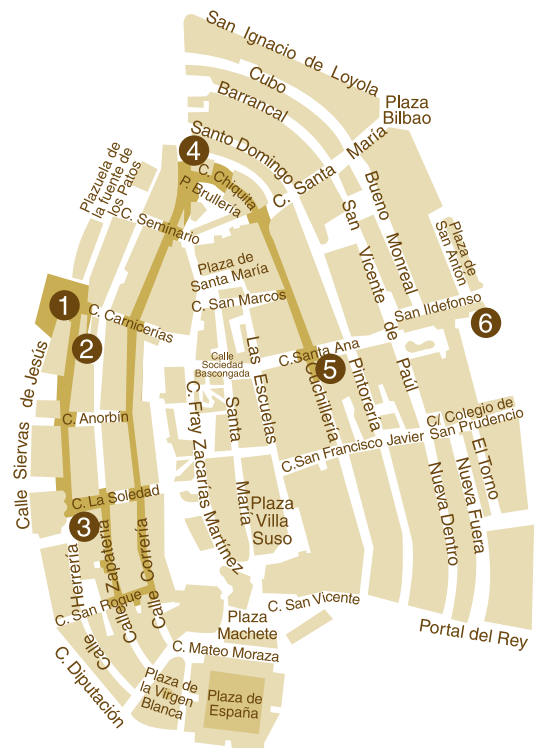 San Ignacio de Loyola
Cubo
Barrancal
Plaza
Bilbao
Santo Domingo
4
C. Chiquita
P. Brullería
C. Santa María
Plazuela de
la fuente de
los Patos
C. Seminario
Plaza de
Santa María
C. San Marcos
San Vicente de Paúl
Bueno Monreal
Plaza de
San Antón
1
C. Carnicerías
2
San Ildefonso
6
C.Santa Ana
5
Calle
Sociedad
Bascongada
Las Escuelas
Cuchillería
Pintorería
Calle Siervas de Jesús
C. Anorbín
C. Fray Zacarías Martínez
Santa María
C/ Colegio de
San Prudencio
C.San Francisco Javier
El Torno
Nueva Fuera
Nueva Dentro
C. La Soledad
3
Plaza
Villa
Suso
Calle Herrería
Calle Zapatería
Calle Correría
C. San Roque
C. San Vicente
Plaza
Machete
Portal del Rey
C. Mateo Moraza
C. Diputación
Plaza de
la Virgen
Blanca
Plaza de
España